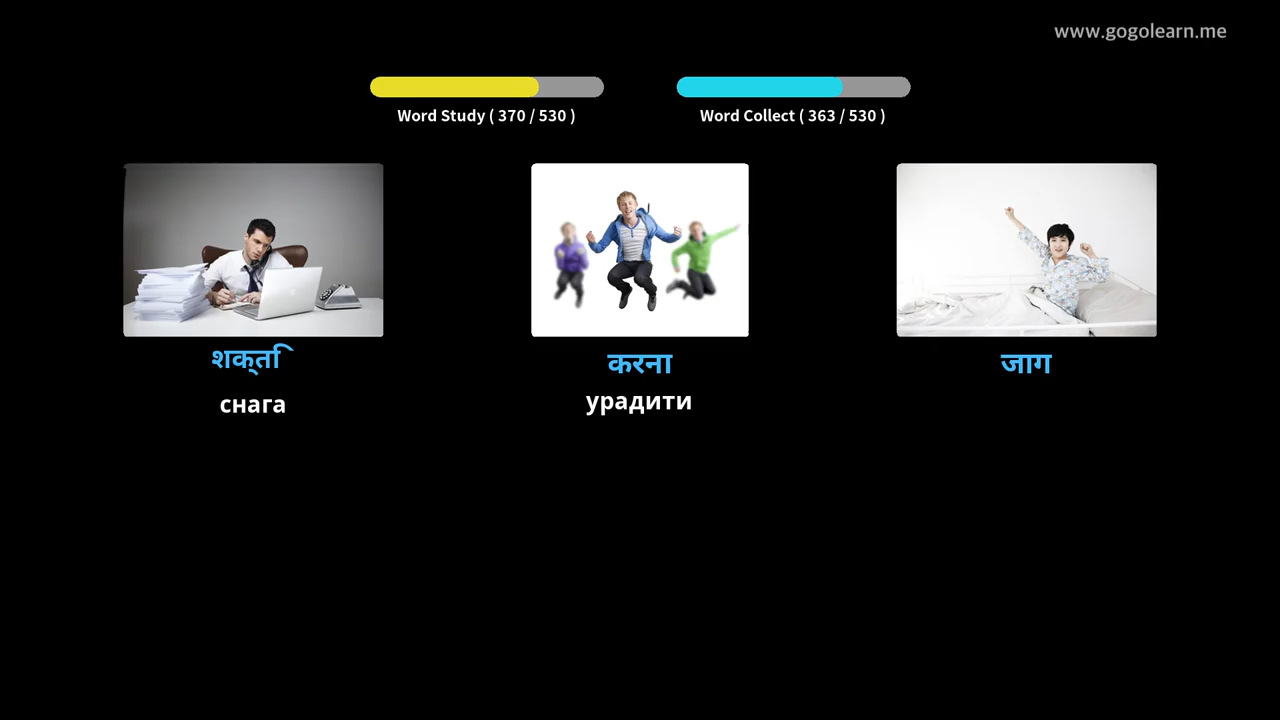 www.gogolearn.me
Word Study ( 370 / 530 )
Word Collect ( 363 / 530 )
शक्ति
करना
जाग
снага
урадити